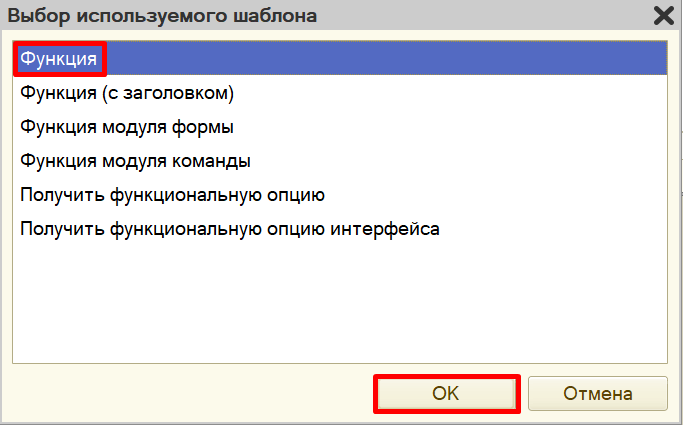 Выбор используемого шаблона
Функция
Функция (с заголовком)
Функция модуля формы
Функция модуля команды
Получить функциональную опцию
Получить функциональную опцию интерфейса
OK
Отмена